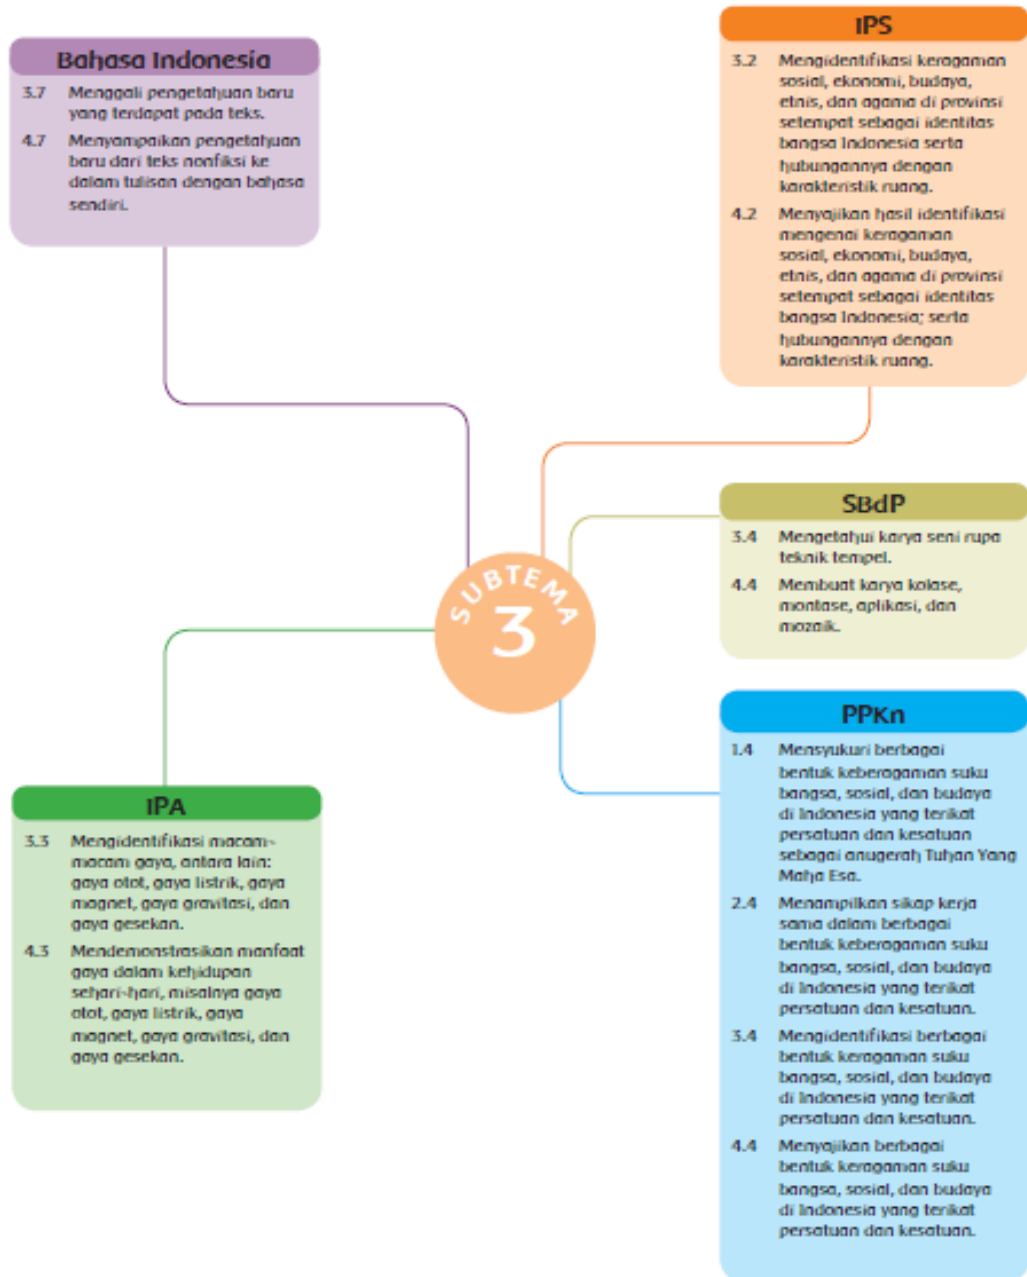 Bahasa Indonesia
3.7 Menggali pengetahuan baru
yang terdapat pada teks.
4.7 Menyampaikan pengetahuan
baru dari teks nonfiksi ke
dalam tulisan dengan bahasa
sendiri.
IPS
3.2 Mengidentifikasi keragaman
sosial, ekonomi, budaya,
etnis, dan agama di provinsi
setempat sebagai identitas
bangsa Indonesia serta
hubungannya dengan
karakteristik ruang.
4.2 Menyajikan hasil identifikasi
mengenai keragaman
sosial, ekonomi, budaya,
etnis, dan agama di provinsi
setempat sebagai identitas
bangsa Indonesia; serta
hubungannya dengan
karakteristik ruang.
SBdP
3.4 Mengetahui karya seni rupa
teknik tempel.
4.4 Membuat karya kolase,
montase, aplikasi, dan
mozaik.
SUBTEMA
3
IPA
3.3 Mengidentifikasi macam-
macam gaya, antara lain:
gaya otot, gaya listrik, gaya
magnet, gaya gravitasi, dan
gaya gesekan.
4.3 Mendemonstrasikan manfaat
gaya dalam kehidupan
sehari-hari, misalnya gaya
otot, gaya listrik, gaya
magnet, gaya gravitasi, dan
gaya gesekan.
PPKn
1.4 Mensyukuri berbagai
bentuk keberagaman suku
bangsa, sosial, dan budaya
di Indonesia yang terikat
persatuan dan kesatuan
sebagai anugerah Tuhan Yang
Maha Esa.
2.4 Menampilkan sikap kerja
sama dalam berbagai
bentuk keberagaman suku
bangsa, sosial, dan budaya
di Indonesia yang terikat
persatuan dan kesatuan.
3.4 Mengidentifikasi berbagai
bentuk keragaman suku
bangsa, sosial, dan budaya
di Indonesia yang terikat
persatuan dan kesatuan.
4.4 Menyajikan berbagai
bentuk keragaman suku
bangsa, sosial, dan budaya
di Indonesia yang terikat
persatuan dan kesatuan.